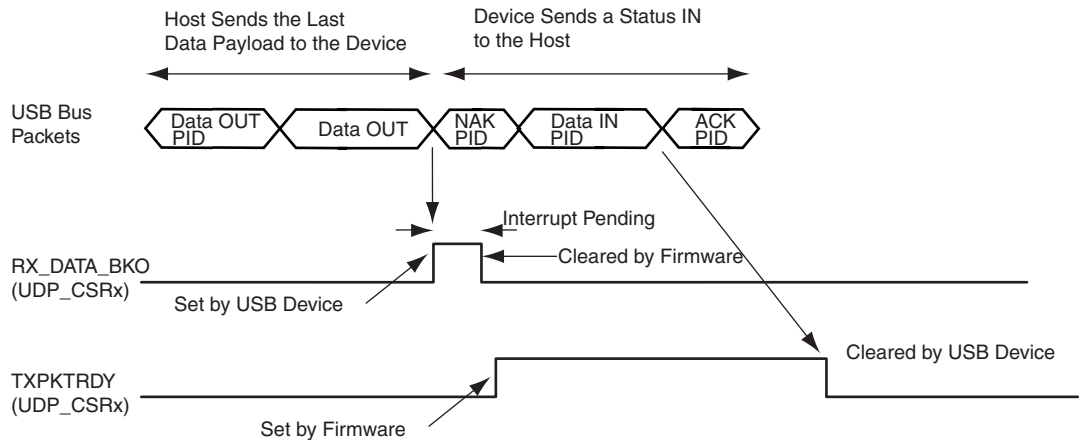 Host Sends the Last
Data Payload to the Device
Device Sends a Status IN
to the Host
USB Bus
Packets
Data OUT
PID
Data OUT
NAK
PID
Data IN
PID
ACK
PID
Interrupt Pending
RX_DATA_BKO
(UDP_CSRx)
Cleared by Firmware
Set by USB Device
Cleared by USB Device
TXPKTRDY
(UDP_CSRx)
Set by Firmware